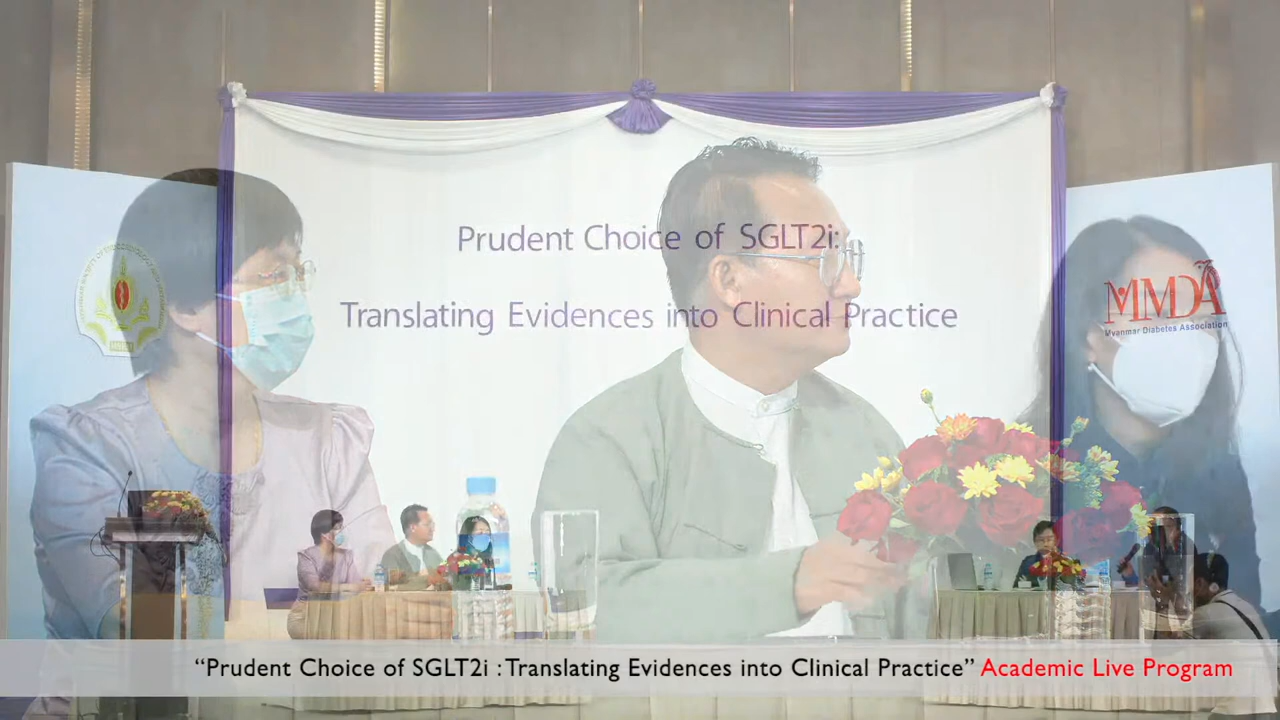 Prudent Choice of SGLT2i:
Translating Evidences into Clinical Practice
MMDA
Myanmar Diabetes Association
“Prudent Choice of SGLT2i : Translating Evidences into Clinical Practice” Academic Live Program